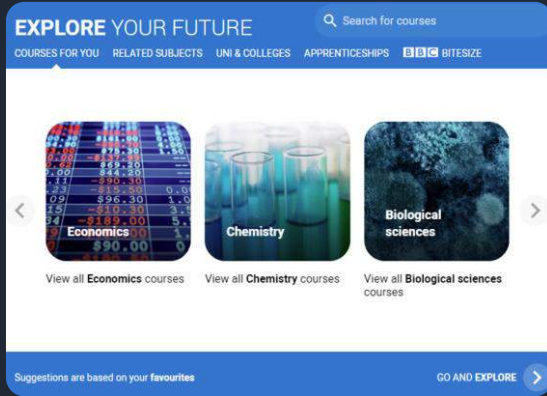 EXPLORE YOUR FUTURE
Search for courses
COURSES FOR YOU RELATED SUBJECTS UNI & COLLEGES APPRENTICESHIPS BBC BITESIZE
Economics
Chemistry
Biological
sciences
View all Economics courses
View all Chemistry courses
View all Biological sciences
courses
Suggestions are based on your favourites
GO AND EXPLORE